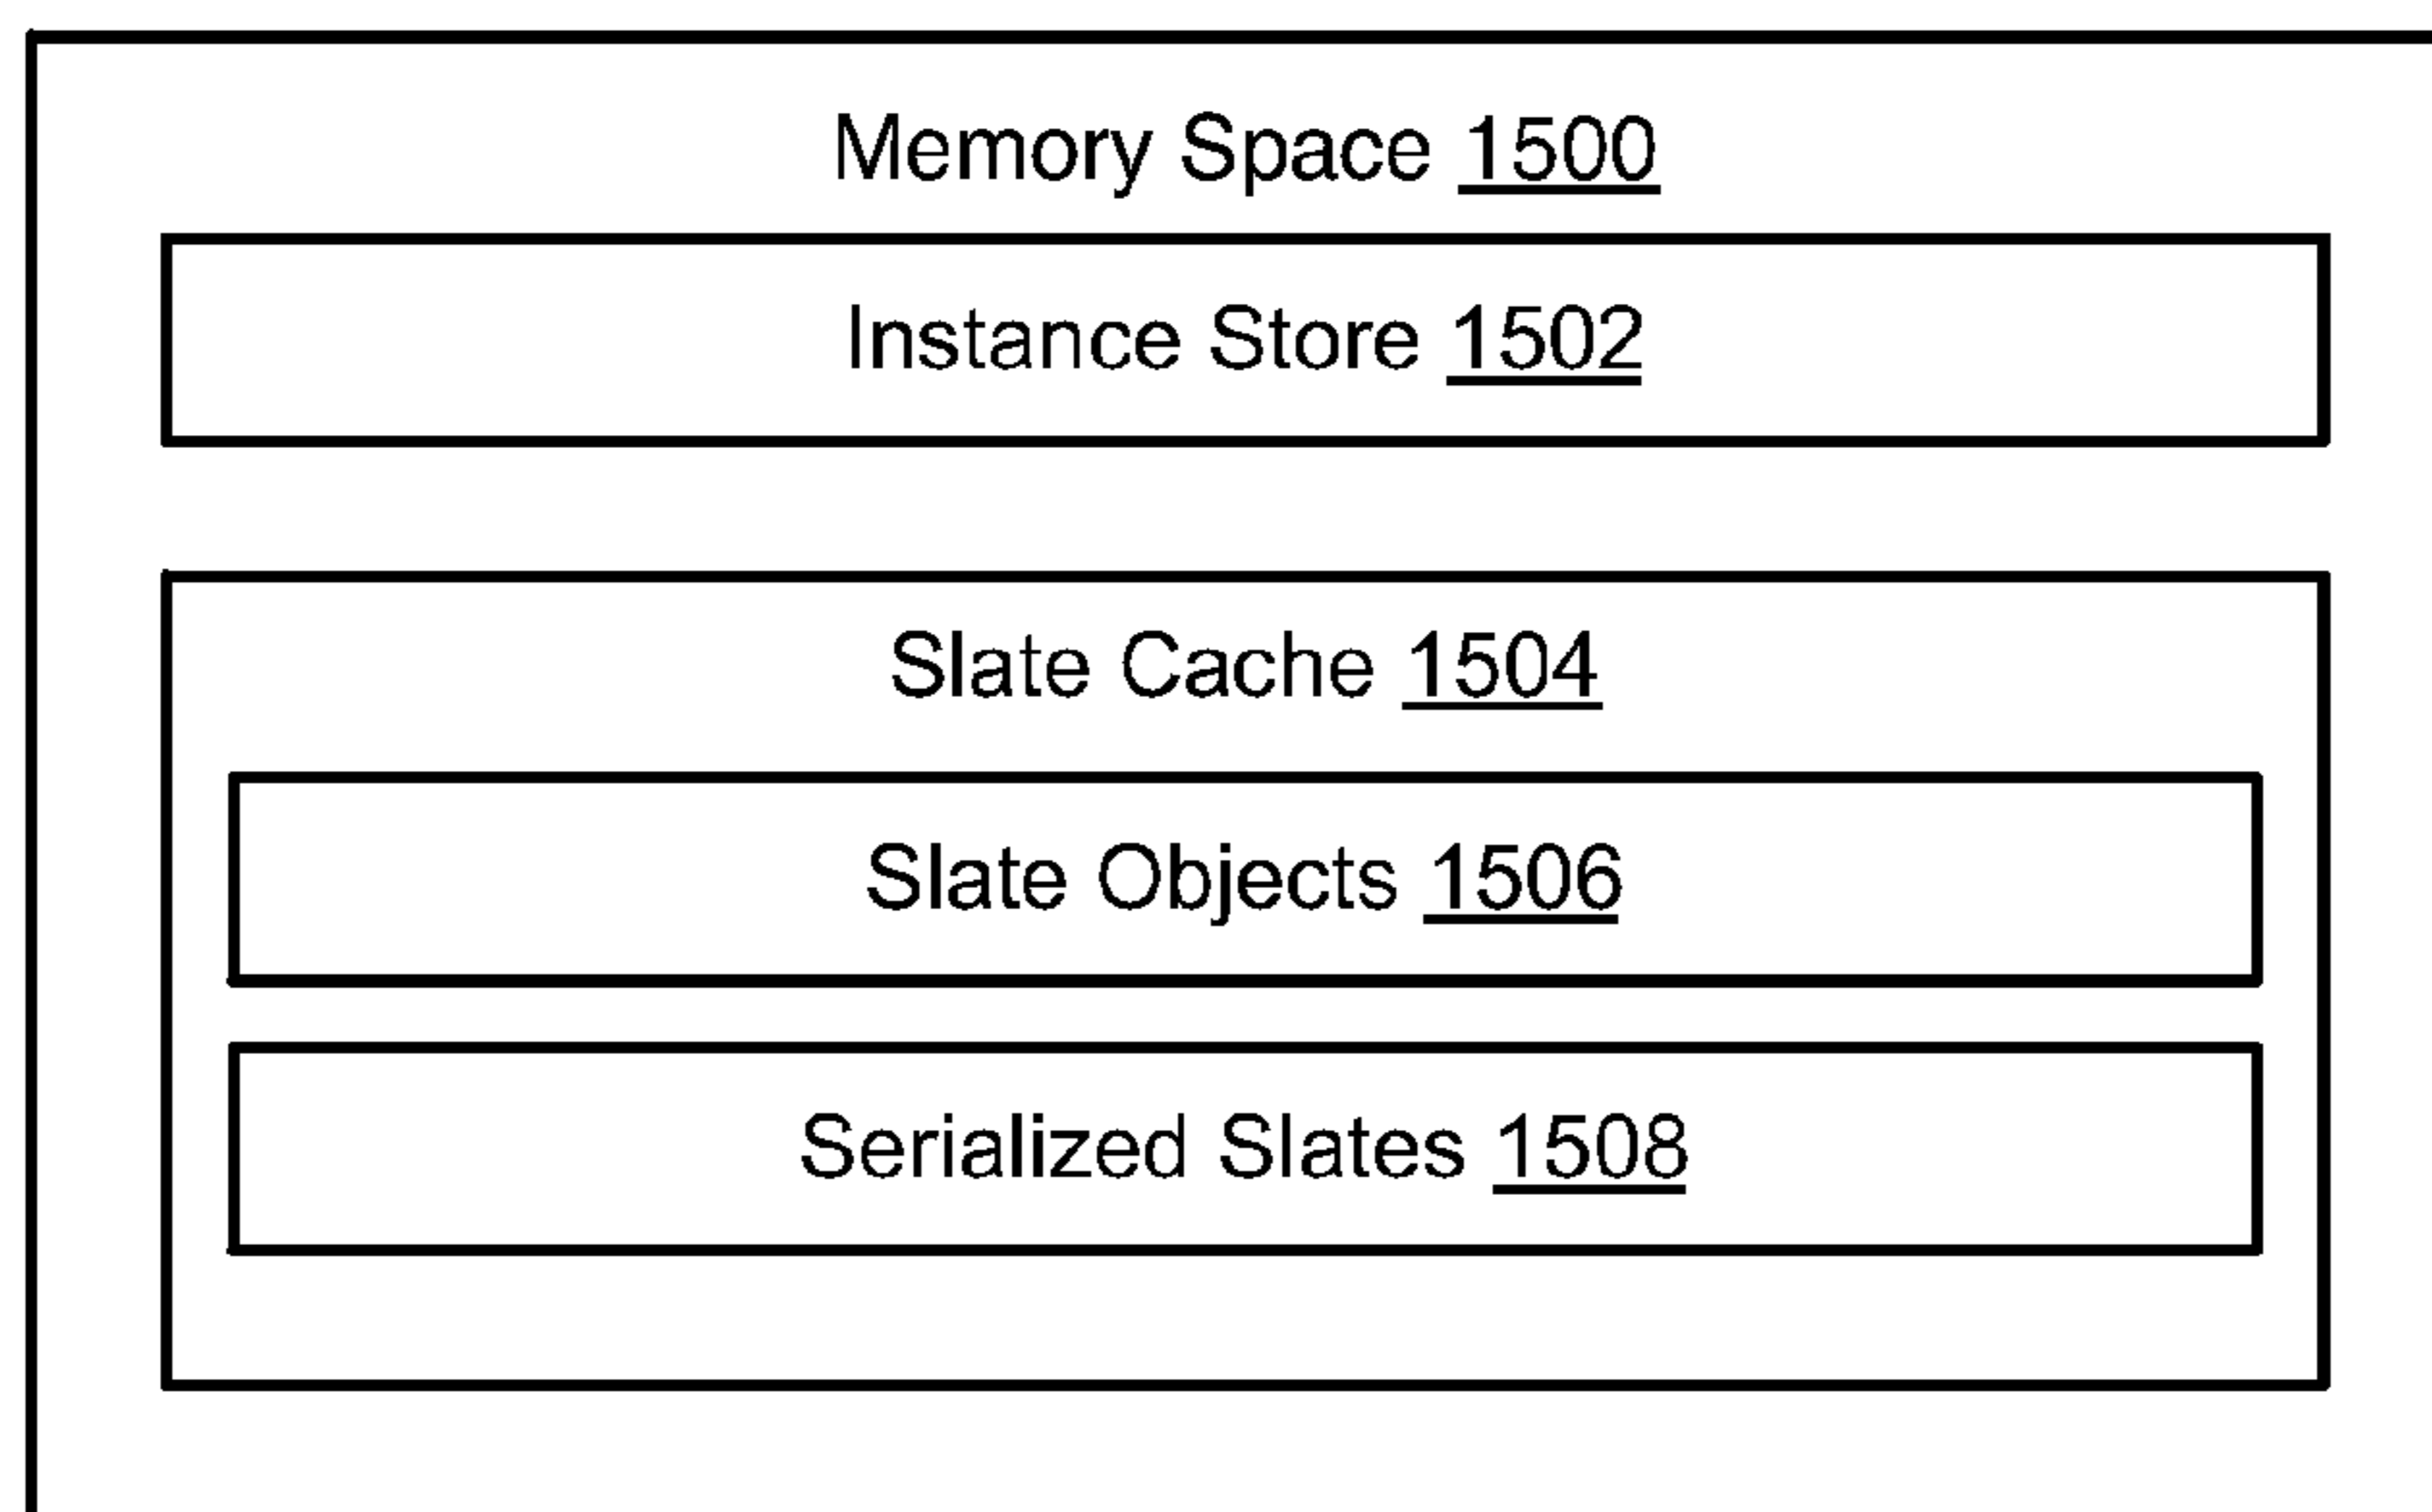 Memory Space 1500
Instance Store 1502
Slate Cache 1504
Slate Objects 1506
Serialized Slates 1508